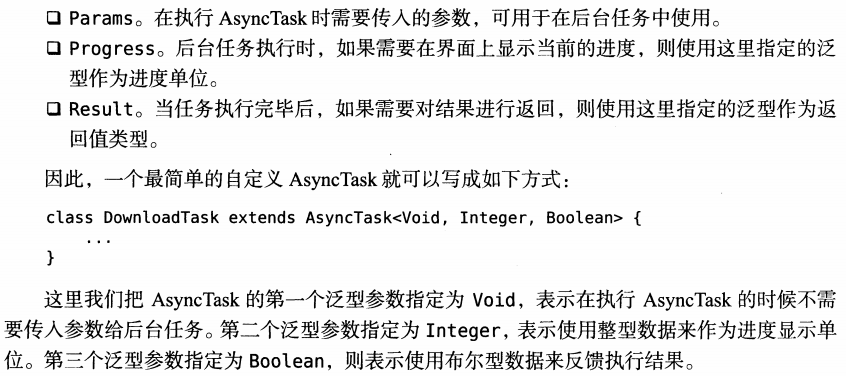 ❑ Params。在执行 AsyncTask 时需要传入的参数，可用于在后台任务中使用。
❑ Progress。后台任务执行时，如果需要在界面上显示当前的进度，则使用这里指定的泛
型作为进度单位。
❑ Result。当任务执行完毕后，如果需要对结果进行返回，则使用这里指定的泛型作为返
回值类型。
因此，一个最简单的自定义 AsyncTask 就可以写成如下方式：
class DownloadTask extends AsyncTask<Void, Integer, Boolean> {
...
}
这里我们把 AsyncTask 的第一个泛型参数指定为 Void，表示在执行 AsyncTask 的时候不需
要传入参数给后台任务。第二个泛型参数指定为 Integer，表示使用整型数据来作为进度显示单
位。第三个泛型参数指定为 Boolean，则表示使用布尔型数据来反馈执行结果。